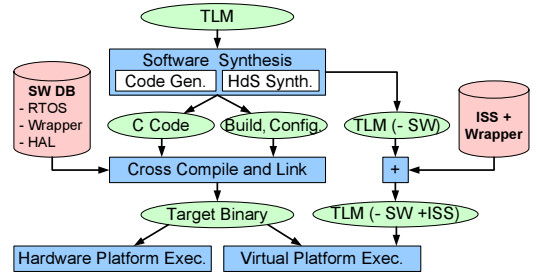 TLM
Software Synthesis
Code Gen.
HdS Synth.
SW DB
- RTOS
- Wrapper
- HAL
C Code
Build, Config.
TLM (- SW)
ISS +
Wrapper
Cross Compile and Link
+
Target Binary
TLM (- SW +ISS)
Hardware Platform Exec.
Virtual Platform Exec.